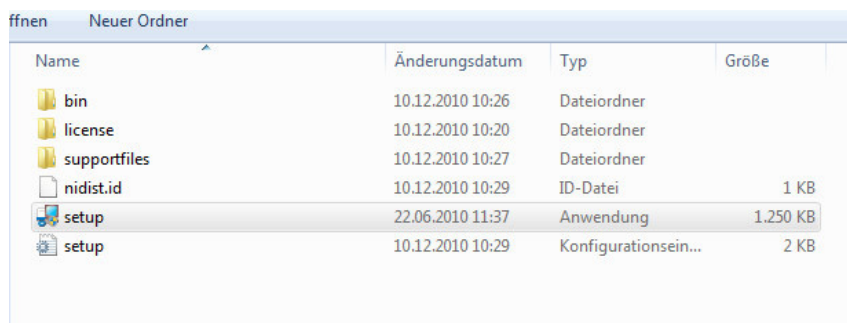 ffnen Neuer Ordner
Name Änderungsdatum Typ Größe
bin 10.12.2010 10:26 Dateiordner
license 10.12.2010 10:20 Dateiordner
supportfiles 10.12.2010 10:27 Dateiordner
nidist.id 10.12.2010 10:29 ID-Datei 1 KB
setup 22.06.2010 11:37 Anwendung 1.250 KB
setup 10.12.2010 10:29 Konfigurationsein... 2 KB